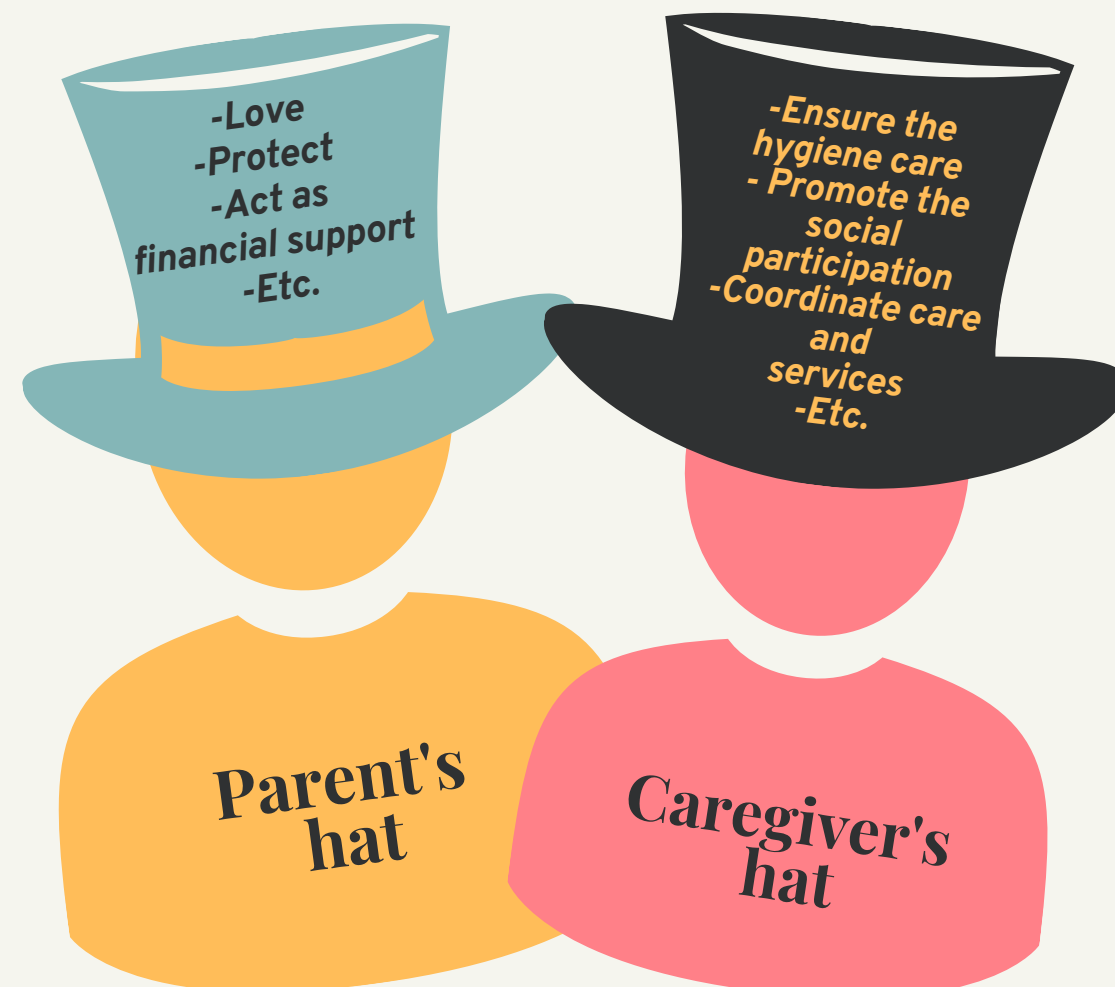 -Love
-Protect
-Act as
financial support
-Etc.
-Ensure the
hygiene care
- Promote the
social
participation
-Coordinate care
and
services
-Etc.
Parent's
hat
Caregiver's
hat